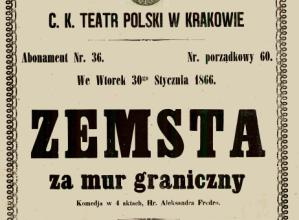 C. K. TEATR POLSKI W KRAKOWIE
Abonament Nr. 36. Nr. porządkowy 60.
We Wtorek 30go Stycznia 1866.
ZEMSTA
za mur graniczny
Komedja w 4 aktach, Hr. Aleksandra Fredro.